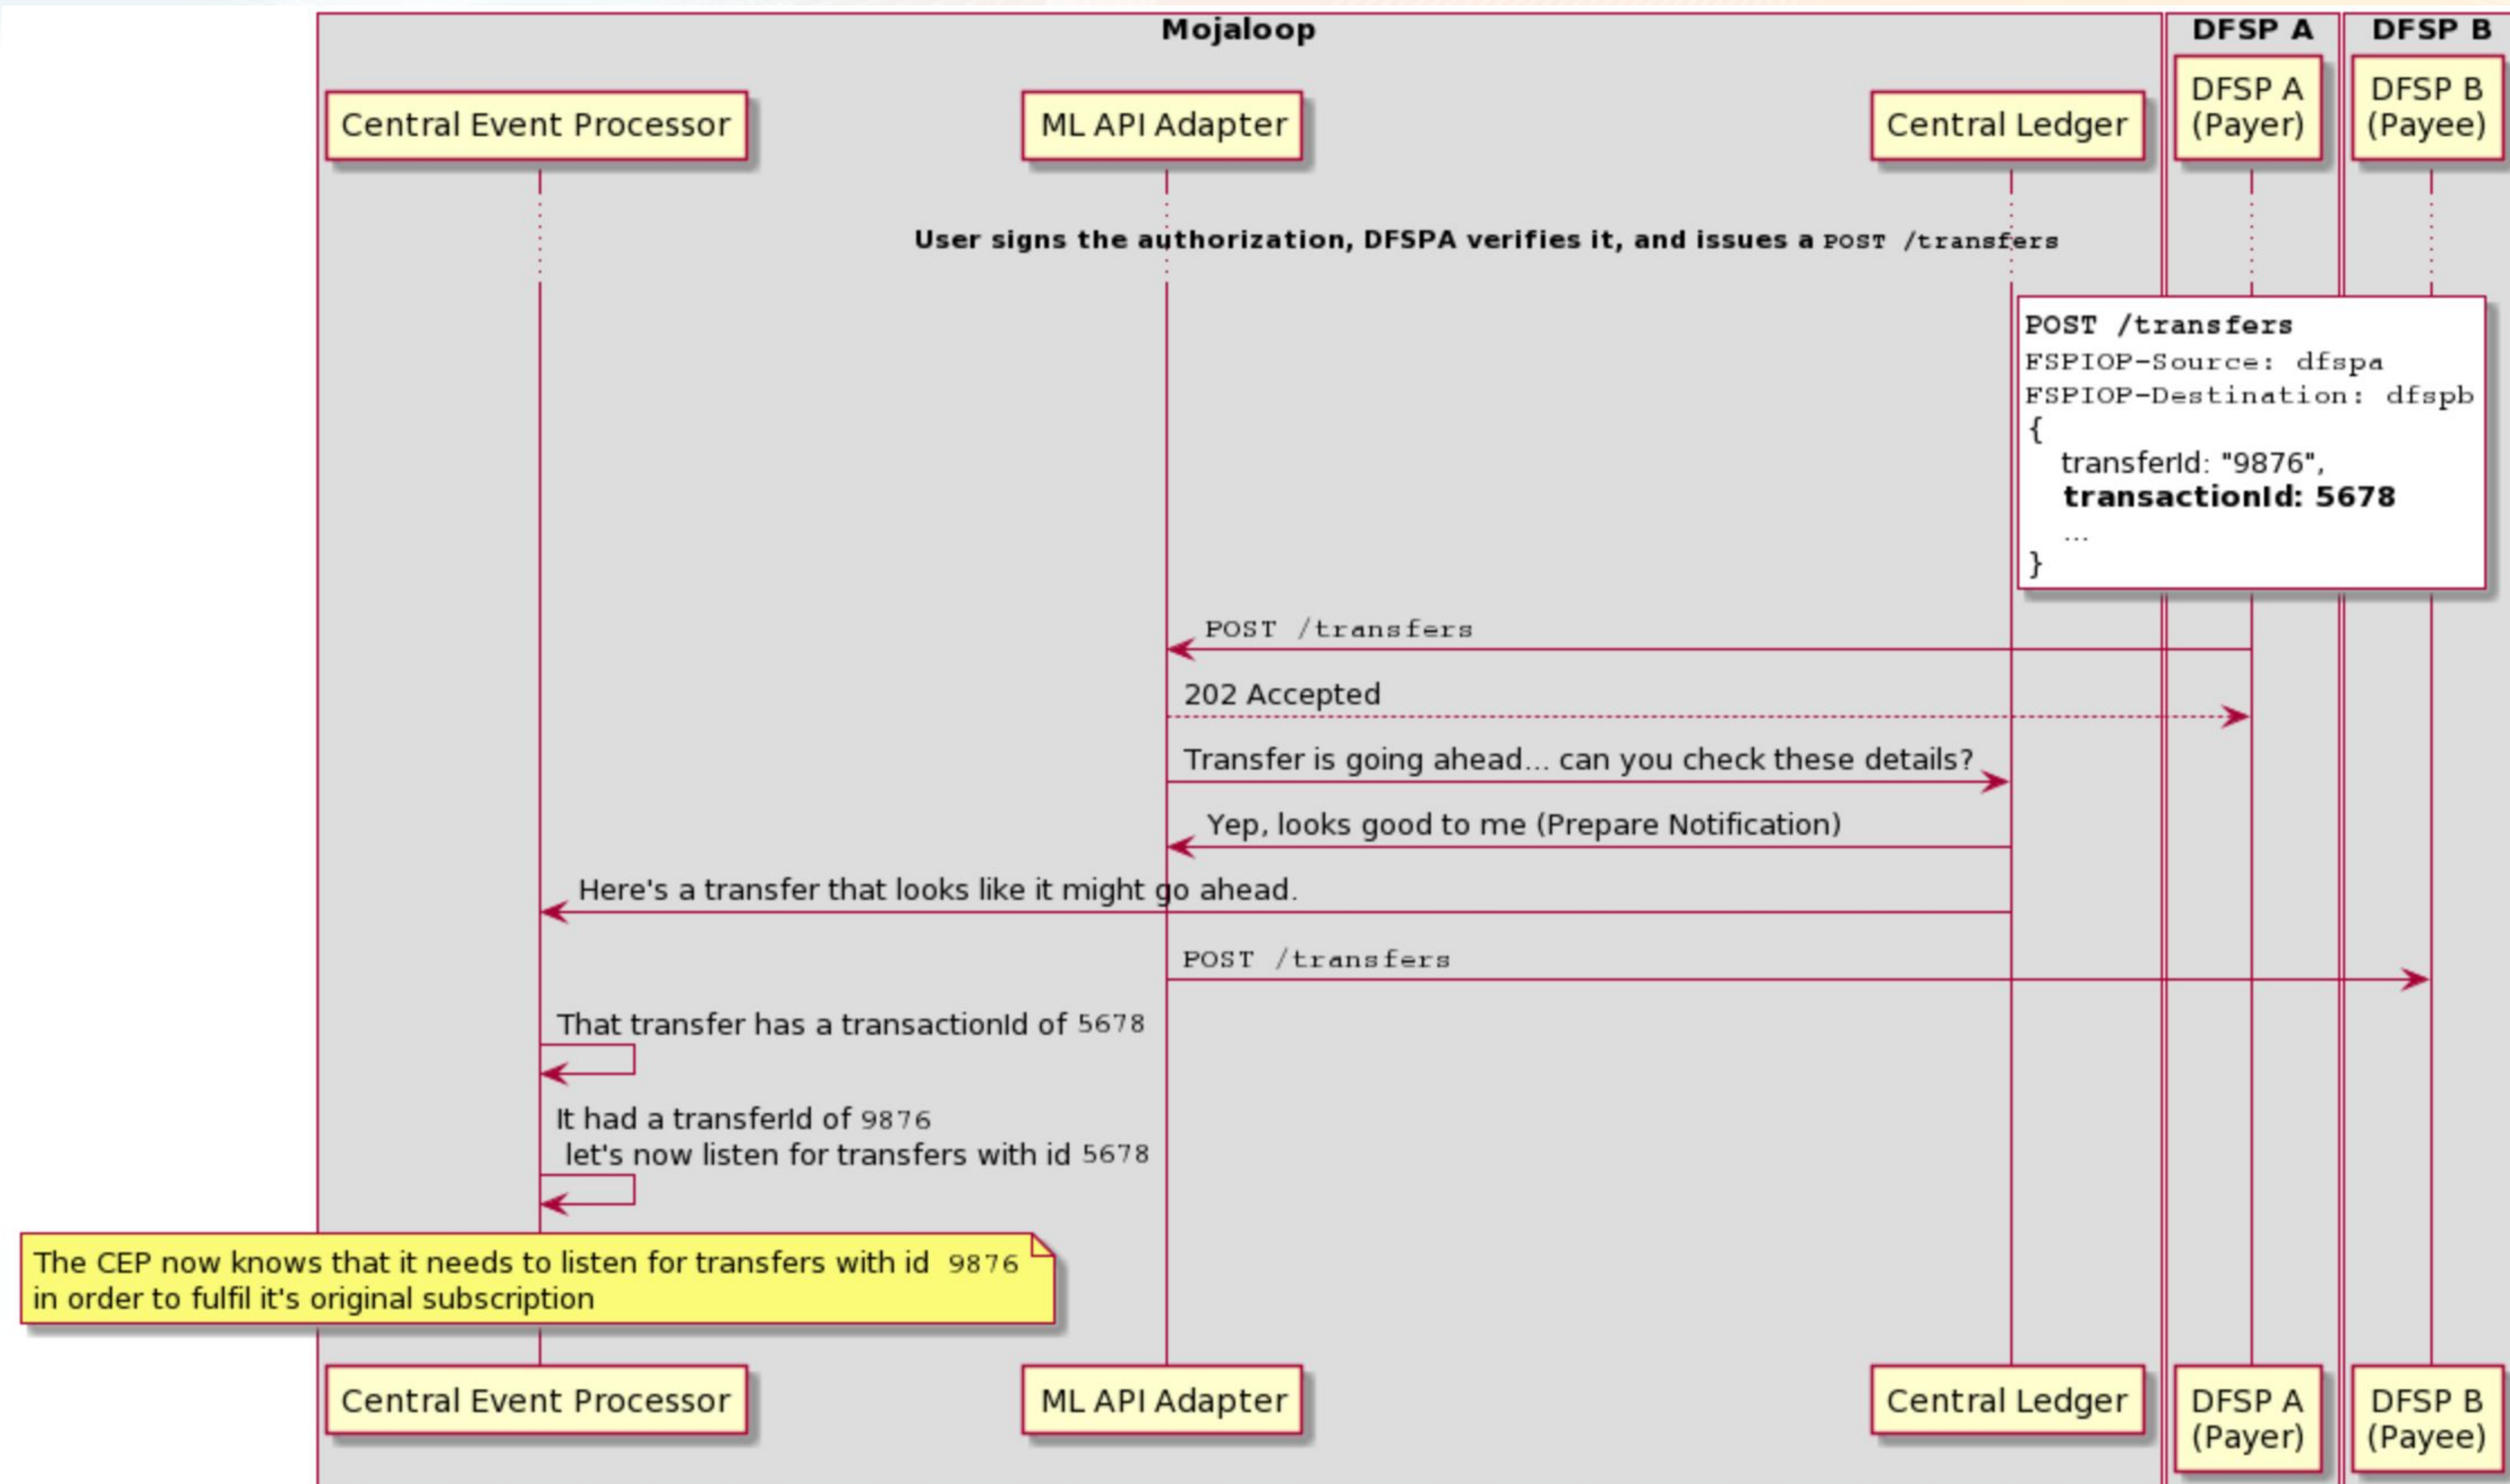 Mojaloop
DFSP A
DFSP B
Central Event Processor
ML API Adapter
Central Ledger
DFSP A
(Payer)
DFSP B
(Payee)
User signs the authorization, DFSPA verifies it, and issues a POST /transfers
POST /transfers
FSPIOP-Source: dfspa
FSPIOP-Destination: dfspb
{
transferId: "9876",
transactionId: 5678
...
}
POST /transfers
202 Accepted
Transfer is going ahead... can you check these details?
Yep, looks good to me (Prepare Notification)
Here's a transfer that looks like it might go ahead.
POST /transfers
That transfer has a transactionId of 5678
It had a transferId of 9876
let's now listen for transfers with id 5678
The CEP now knows that it needs to listen for transfers with id 9876
in order to fulfil it's original subscription
Central Event Processor
ML API Adapter
Central Ledger
DFSP A
(Payer)
DFSP B
(Payee)